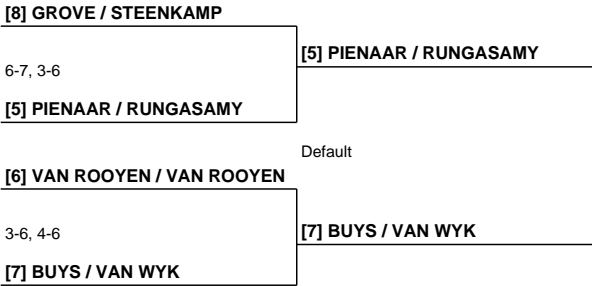 [8] GROVE / STEENKAMP
[5] PIENAAR / RUNGASAMY
6-7, 3-6
[5] PIENAAR / RUNGASAMY
Default
[6] VAN ROOYEN / VAN ROOYEN
3-6, 4-6
[7] BUYS / VAN WYK
[7] BUYS / VAN WYK